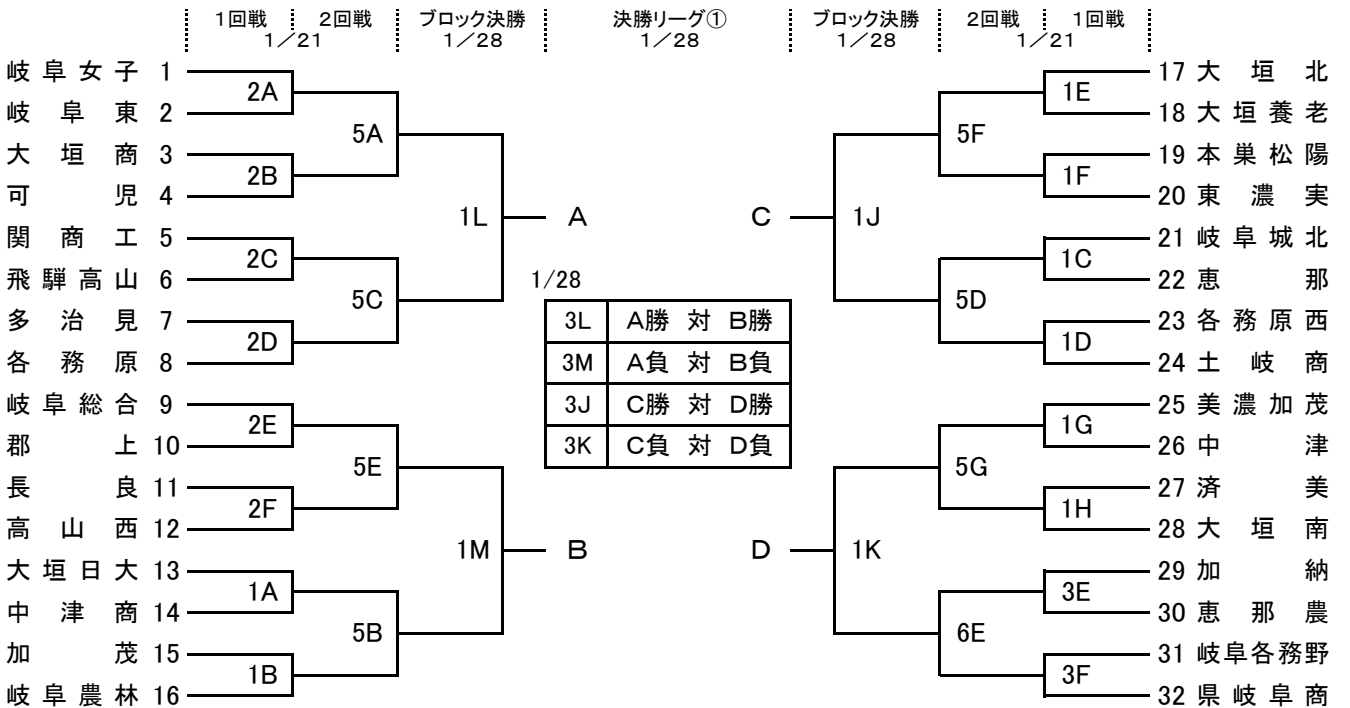 1回戦 2回戦 ブロック決勝 決勝リーグ① ブロック決勝 2回戦 1回戦
1／21 1／28 1／28 1／28 1／21
岐阜女子 1 17 大垣北
2A 1E
岐阜東 2 18 大垣養老
5A 5F
大垣商 3 19 本巣松陽
2B 1F
可児 4 20 東濃実
1L A C 1J
関商工 5 21 岐阜城北
2C 1C
飛騨高山 6 22 恵那
5C 1/28 5D
多治見 7 3L A勝 対 B勝 23 各務原西
2D 1D
各務原 8 3M A負 対 B負 24 土岐商
岐阜総合 9 3J C勝 対 D勝 25 美濃加茂
2E 1G
郡上 10 3K C負 対 D負 26 中津
5E 5G
長良 11 27 済美
2F 1H
高山西 12 28 大垣南
1M B D 1K
大垣日大 13 29 加納
1A 3E
中津商 14 30 恵那農
5B 6E
加茂 15 31 岐阜各務野
1B 3F
岐阜農林 16 32 県岐阜商